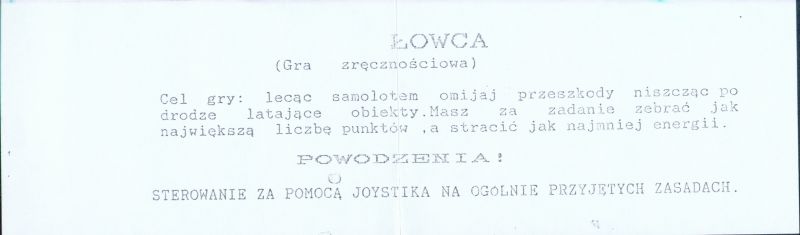 ŁOWCA
(Gra zręcznościowa)
Cel gry: lecąc samolotem omijaj przeszkody niszcząc po
drodze latające obiekty.Masz za zadanie zebrać jak
największą liczbę punktów ,a stracić jak najmniej energii.
POWODZENIA!
STEROWANIE ZA POMOCĄ JOYSTIKA NA OGOLNIE PRZYJĘTYCH ZASADACH.